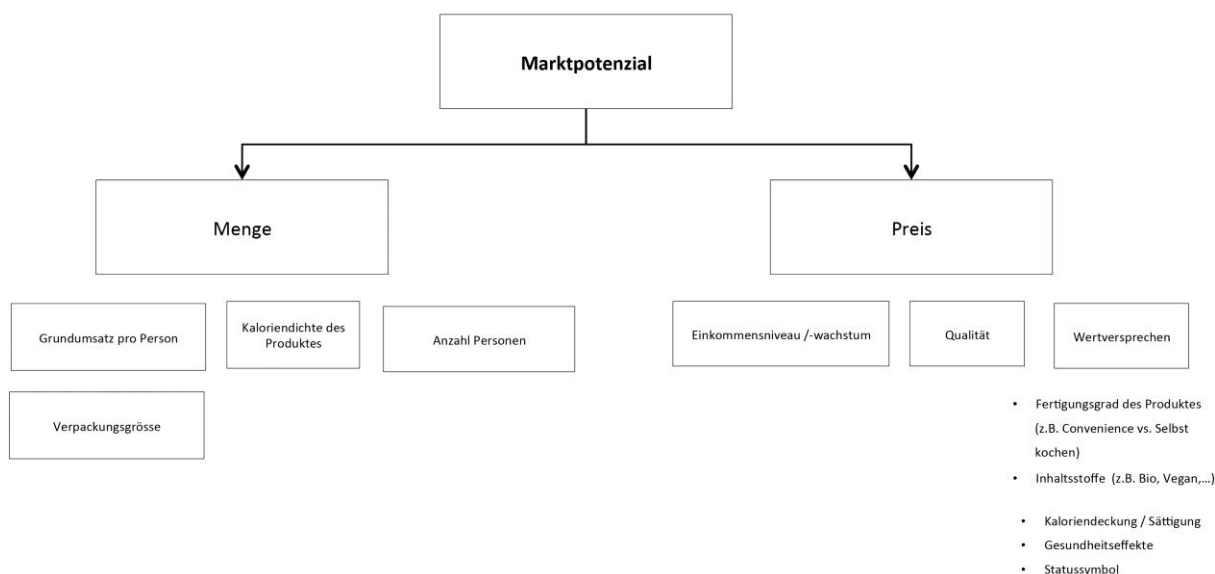 Marktpotenzial
Menge
Preis
Grundumsatz pro Person
Kaloriendichte des
Produktes
Anzahl Personen
Einkommensniveau /-wachstum
Qualität
Wertversprechen
Verpackungsgrösse
• Fertigungsgrad des Produktes
(z.B. Convenience vs. Selbst
kochen)
• Inhaltsstoffe (z.B. Bio, Vegan,...)
• Kaloriendeckung / Sättigung
• Gesundheitseffekte
• Statussymbol